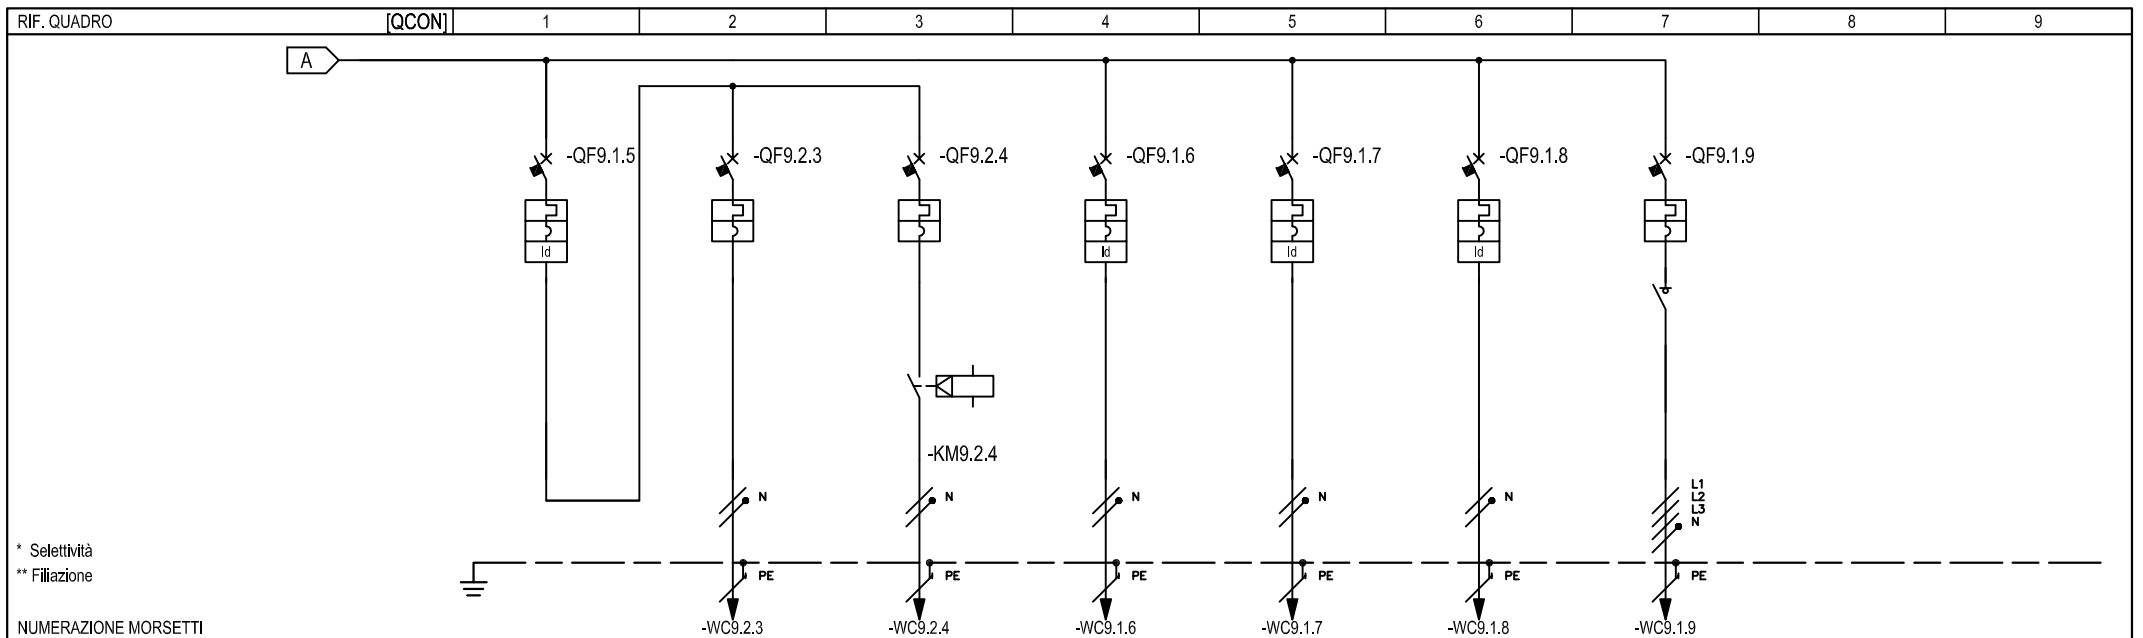 RIF. QUADRO [QCON] 1 2 3 4 5 6 7 8 9
A
-QF9.1.5 -QF9.2.3 -QF9.2.4 -QF9.1.6 -QF9.1.7 -QF9.1.8 -QF9.1.9
Id Id Id Id
-KM9.2.4
L1
L2
L3
N N N N N N
* Selettività
** Filiazione
PE PE PE PE PE PE
NUMERAZIONE MORSETTI -WC9.2.3 -WC9.2.4 -WC9.1.6 -WC9.1.7 -WC9.1.8 -WC9.1.9